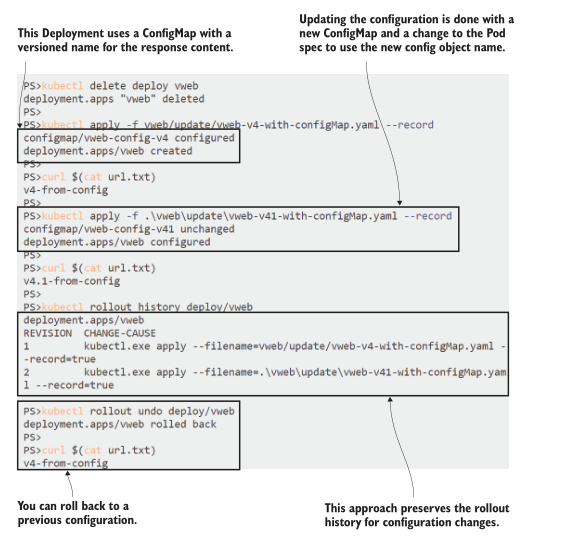 This Deployment uses a ConfigMap with a
versioned name for the response content.
Updating the configuration is done with a
new ConfigMap and a change to the Pod
spec to use the new config object name.
PS>kubectl delete deploy vweb
deployment.apps "vweb" deleted
PS>
PS>kubectl apply -f vweb/update/vweb-v4-with-configMap.yaml --record
configmap/vweb-config-v4 configured
deployment.apps/vweb created
PS>
PS>curl $(cat url.txt)
v4-from-config
PS>
PS>kubectl apply -f .\vweb\update\vweb-v41-with-configMap.yaml --record
configmap/vweb-config-v41 unchanged
deployment.apps/vweb configured
PS>
PS>curl $(cat url.txt)
v4.1-from-config
PS>
PS>kubectl rollout history deploy/vweb
deployment.apps/vweb
REVISION  CHANGE-CAUSE
1         kubectl.exe apply --filename=vweb/update/vweb-v4-with-configMap.yaml -
-record=true
2         kubectl.exe apply --filename=.\vweb\update\vweb-v41-with-configMap.yam
l --record=true
PS>kubectl rollout undo deploy/vweb
deployment.apps/vweb rolled back
PS>
PS>curl $(cat url.txt)
v4-from-config
You can roll back to a
previous configuration.
This approach preserves the rollout
history for configuration changes.